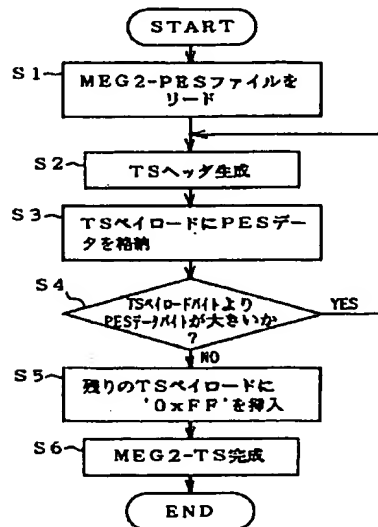 START
S1
MEG2-PESファイルを
リード
S2
TSヘッダ生成
S3
TSペイロードにPESデー
タを格納
S4
TSペイロードバイトより
PESデータバイトが大きいか
?
YES
NO
S5
残りのTSペイロードに
'0xFF'を挿入
S6
MEG2-TS完成
END